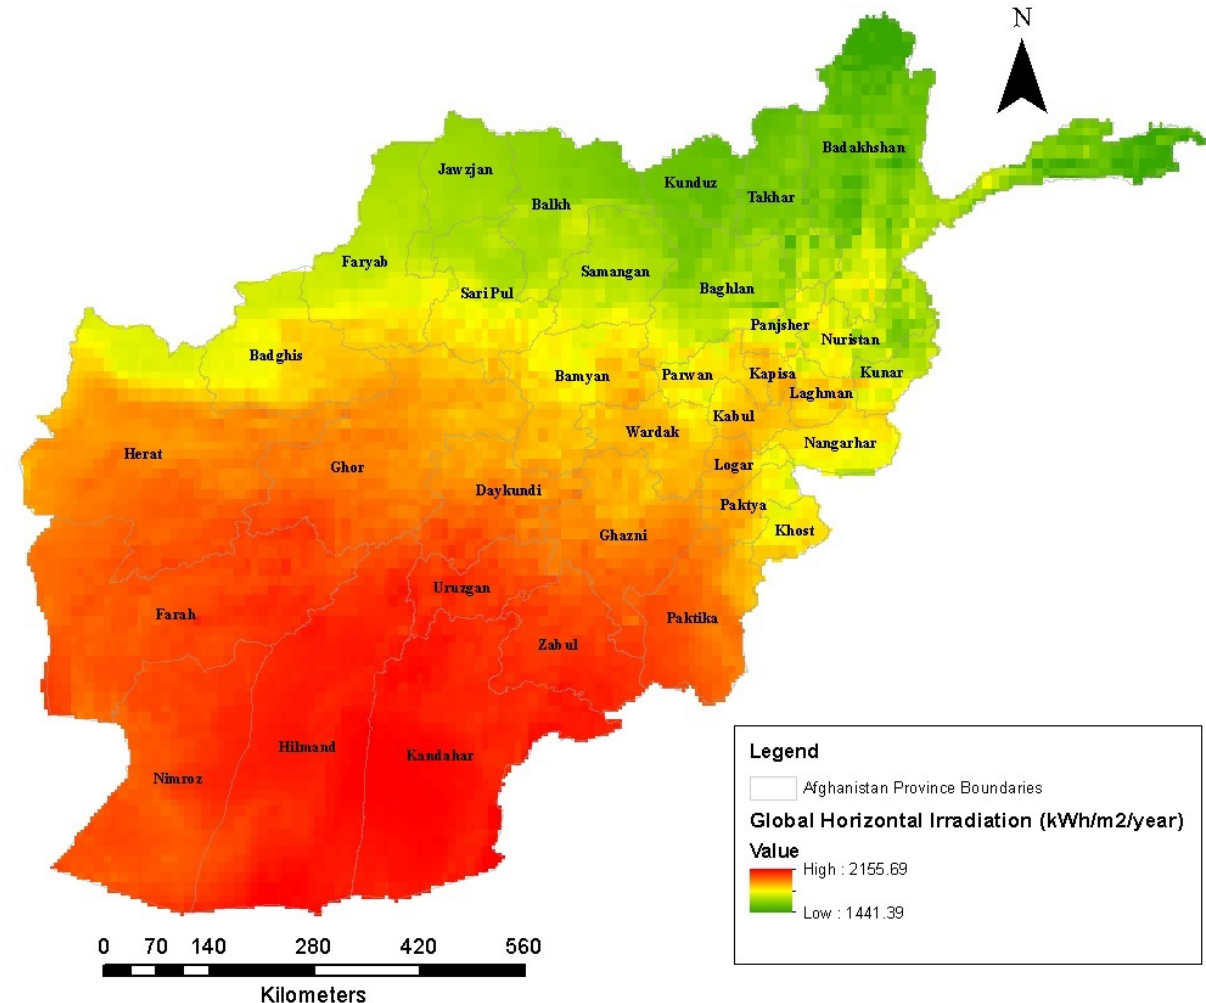 N
Badakhshan
Jawzjan
Kunduz
Takhar
Balkh
Faryab
Samangan
Sari Pul
Baghlan
Panjsher
Nuristan
Badghis
Bamyan
Parwan
Kapisa
Kunar
Laghman
Kabul
Wardak
Nangarhar
Herat
Ghor
Logar
Daykundi
Paktya
Ghazni
Khost
Uruzgan
Farah
Paktika
Zabul
Hilmand
Kandahar
Nimroz
Legend
Afghanistan Province Boundaries
Global Horizontal Irradiation (kWh/m2/year)
Value
High : 2155.69
Low : 1441.39
0 70 140 280 420 560
Kilometers